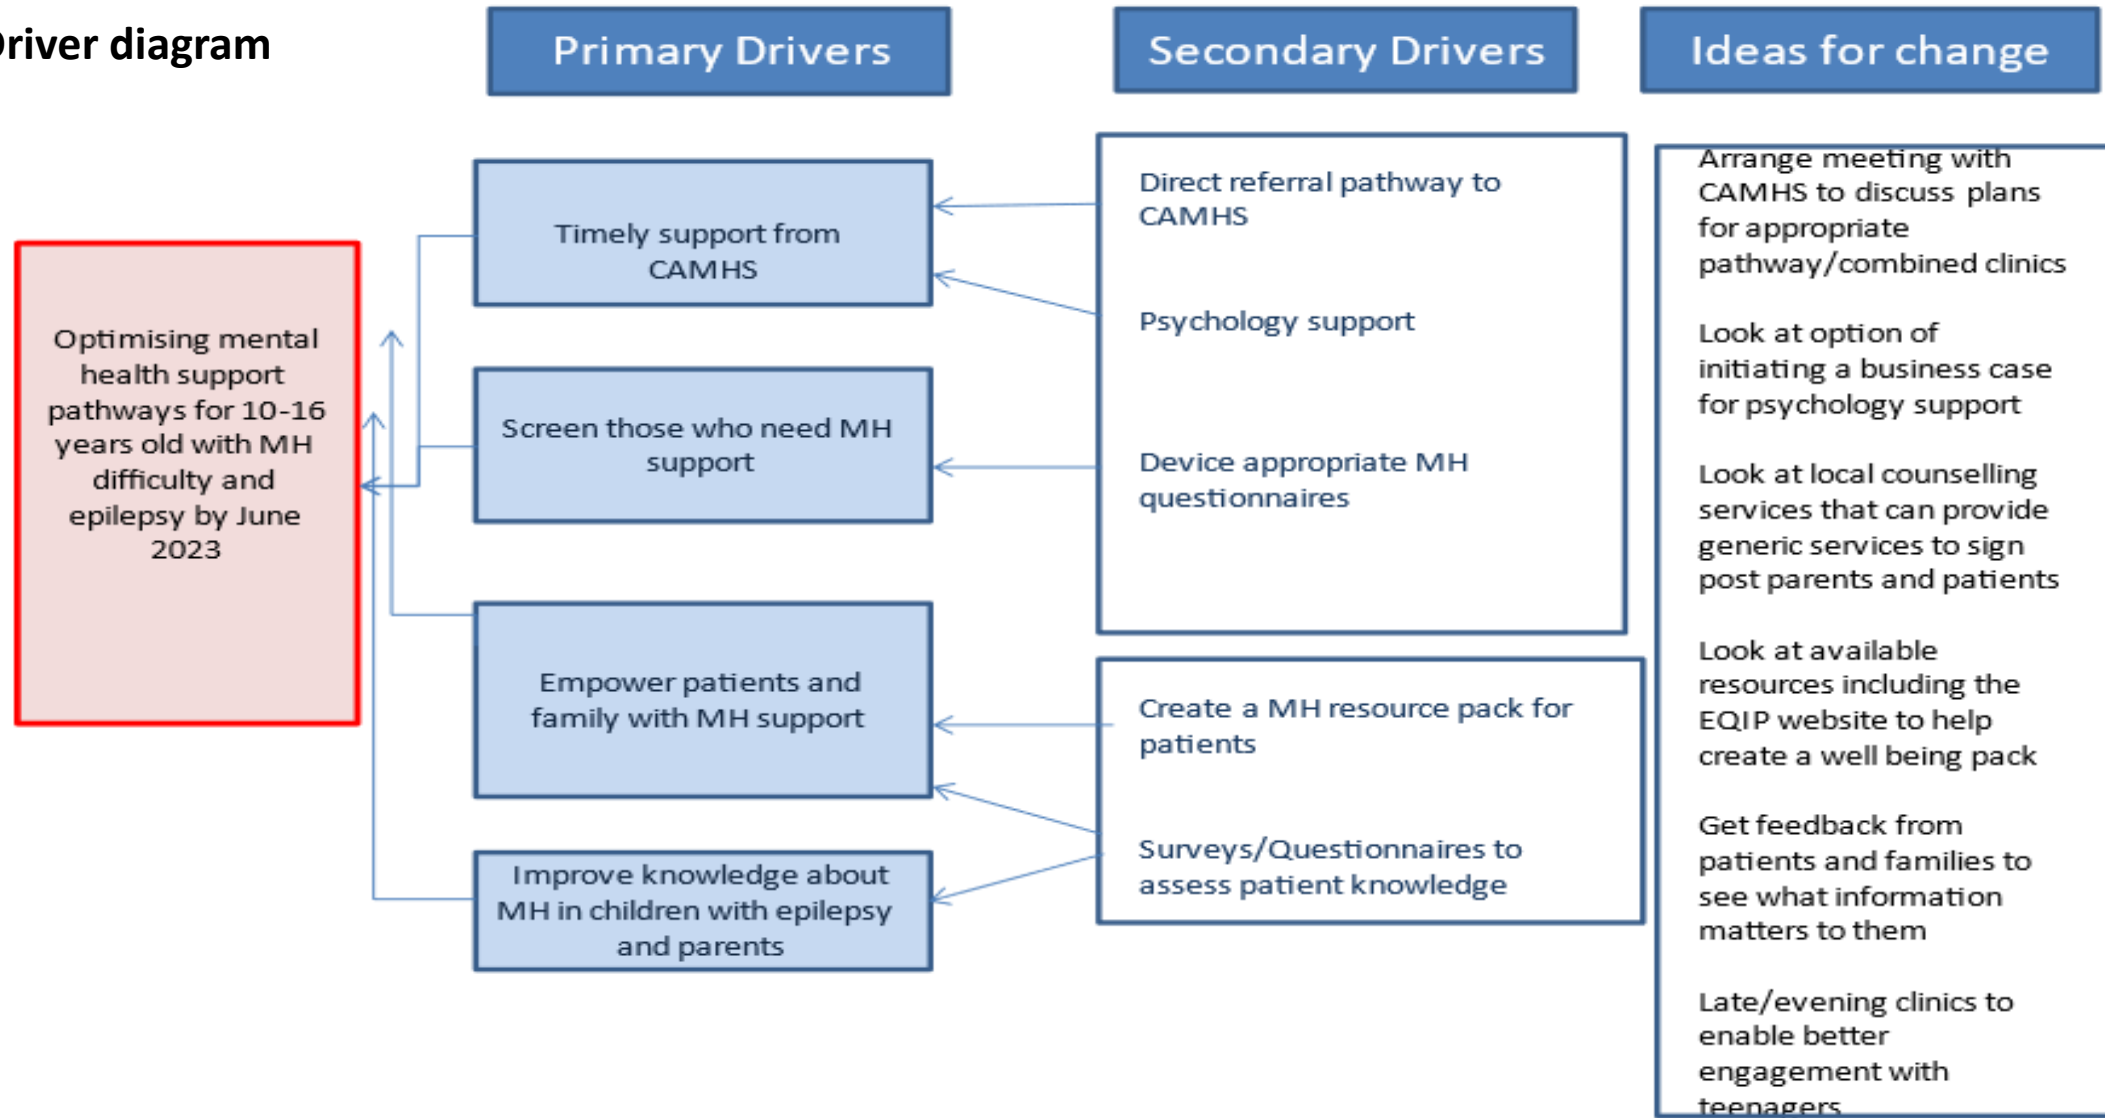 Driver diagram
Primary Drivers
Secondary Drivers
Ideas for change
Optimising mental
health support
pathways for 10-16
years old with MH
difficulty and
epilepsy by June
2023
Timely support from
CAMHS
Screen those who need MH
support
Empower patients and
family with MH support
Improve knowledge about
MH in children with epilepsy
and parents
Direct referral pathway to
CAMHS
Psychology support
Device appropriate MH
questionnaires
Create a MH resource pack for
patients
Surveys/Questionnaires to
assess patient knowledge
Arrange meeting with
CAMHS to discuss plans
for appropriate
pathway/combined clinics
Look at option of
initiating a business case
for psychology support
Look at local counselling
services that can provide
generic services to sign
post parents and patients
Look at available
resources including the
EQIP website to help
create a well being pack
Get feedback from
patients and families to
see what information
matters to them
Late/evening clinics to
enable better
engagement with
teenagers